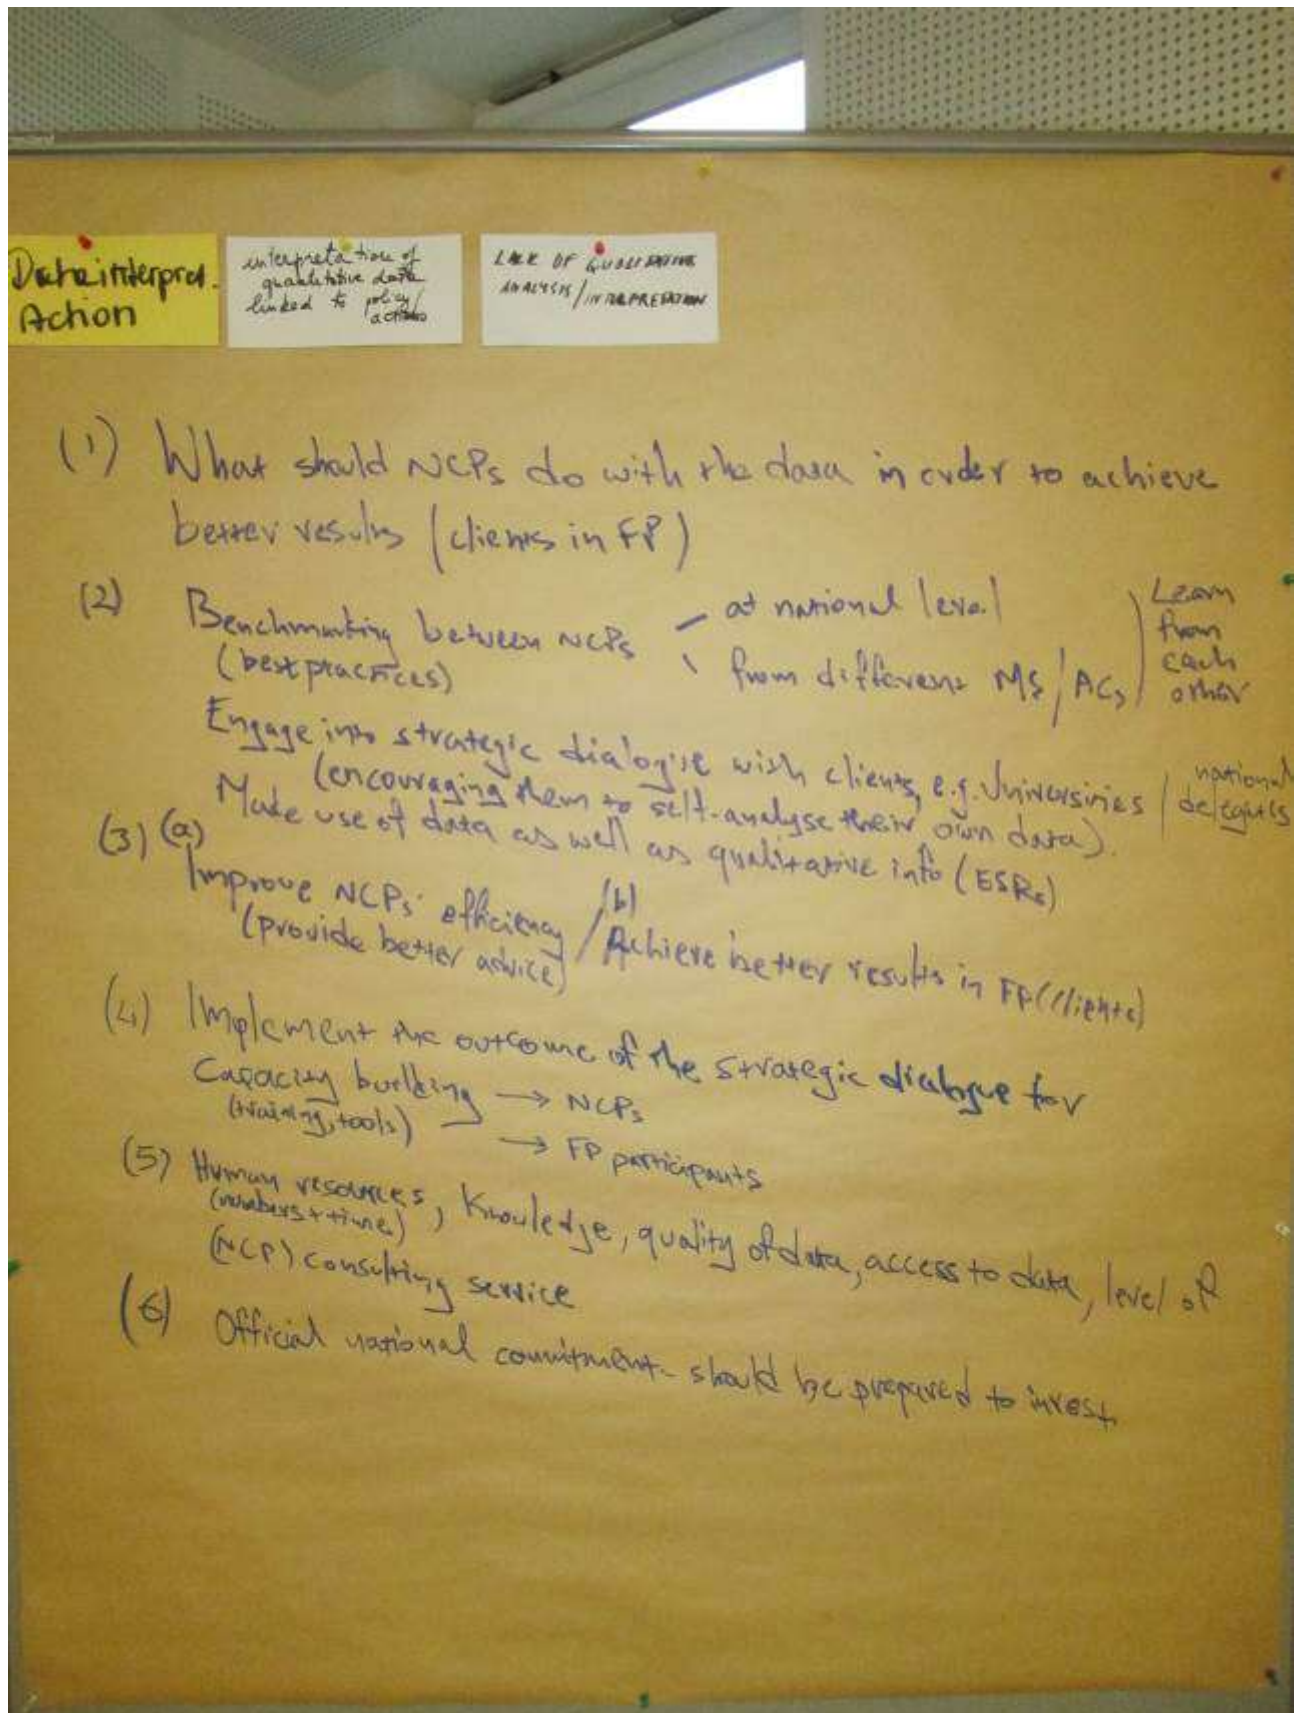 Data interpret.
Action
interpretation of
quantitative data
linked to policy/
actions
LACK OF QUALITATIVE
ANALYSIS/INTERPRETATION
(1) What should NCPs do with the data in order to achieve
better results (clients in FP)
(2) Benchmarking between NCPs - at national level
(best practices) \ from different MS/ACs
Learn
from
each
other
Engage into strategic dialogue with clients, e.g. Universities / national
delegates
(encouraging them to self-analyse their own data).
Make use of data as well as qualitative info (ESRs)
(3) (a) Improve NCPs' efficiency / (b) Achieve better results in FP (clients)
(provide better advice)
(4) Implement the outcome of the strategic dialogue for
Capacity building → NCPs
(training, tools) → FP participants
(5) Human resources, Knowledge, quality of data, access to data, level of
(numbers + time)
(NCP) consulting service
(6) Official national commitment - should be prepared to invest